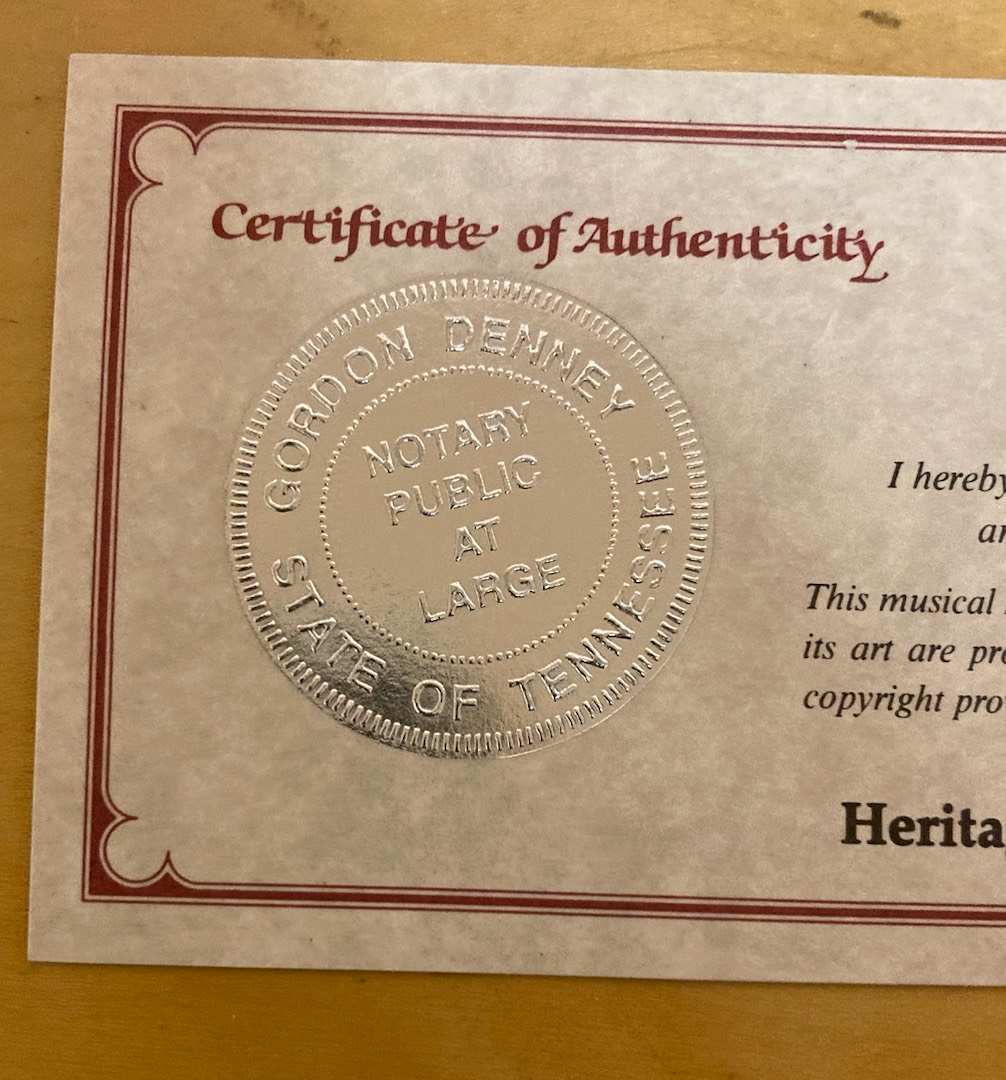 Certificate of Authenticity
GORDON DENNEY
NOTARY
PUBLIC
AT
LARGE
STATE OF TENNESSEE
I hereby
This musical
its art are
copyright
Herita